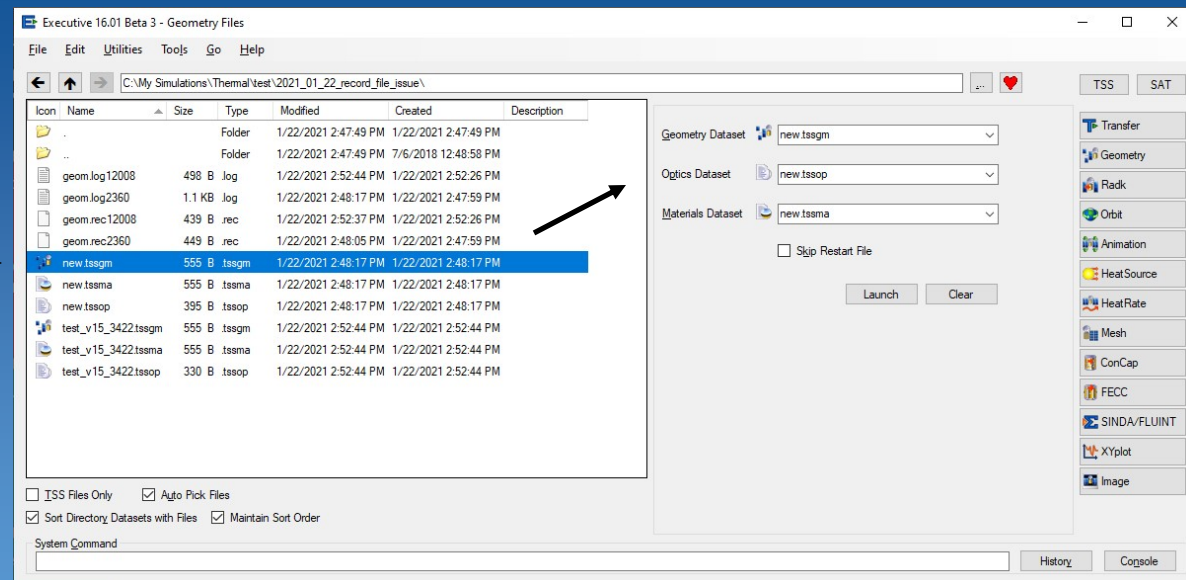 Executive 16.01 Beta 3 - Geometry Files
File Edit Utilities Tools Go Help
C:\My Simulations\Thermal\test\2021_01_22_record_file_issue\ ... TSS SAT
Icon Name Size Type Modified Created Description
. Folder 1/22/2021 2:47:49 PM 1/22/2021 2:47:49 PM
.. Folder 1/22/2021 2:47:49 PM 7/6/2018 12:48:58 PM
geom.log12008 498 B .log 1/22/2021 2:52:44 PM 1/22/2021 2:52:26 PM
geom.log2360 1.1 KB .log 1/22/2021 2:48:17 PM 1/22/2021 2:47:59 PM
geom.rec12008 439 B .rec 1/22/2021 2:52:37 PM 1/22/2021 2:52:26 PM
geom.rec2360 449 B .rec 1/22/2021 2:48:05 PM 1/22/2021 2:47:59 PM
new.tssgm 555 B .tssgm 1/22/2021 2:48:17 PM 1/22/2021 2:48:17 PM
new.tssma 555 B .tssma 1/22/2021 2:48:17 PM 1/22/2021 2:48:17 PM
new.tssop 395 B .tssop 1/22/2021 2:48:17 PM 1/22/2021 2:48:17 PM
test_v15_3422.tssgm 555 B .tssgm 1/22/2021 2:52:44 PM 1/22/2021 2:52:44 PM
test_v15_3422.tssma 555 B .tssma 1/22/2021 2:52:44 PM 1/22/2021 2:52:44 PM
test_v15_3422.tssop 330 B .tssop 1/22/2021 2:52:44 PM 1/22/2021 2:52:44 PM
Geometry Dataset new.tssgm
Optics Dataset new.tssop
Materials Dataset new.tssma
Skip Restart File
Launch Clear
Transfer
Geometry
Radk
Orbit
Animation
HeatSource
HeatRate
Mesh
ConCap
FECC
SINDA/FLUINT
XYplot
Image
TSS Files Only Auto Pick Files
Sort Directory Datasets with Files Maintain Sort Order
System Command
History Console